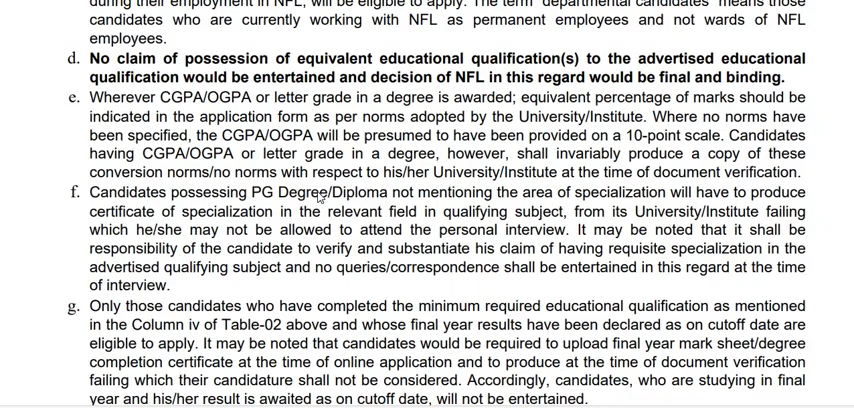 during their employment in NFL, will be eligible to apply. The term "departmental candidates" means those
candidates who are currently working with NFL as permanent employees and not wards of NFL
employees.
d. No claim of possession of equivalent educational qualification(s) to the advertised educational
qualification would be entertained and decision of NFL in this regard would be final and binding.
e. Wherever CGPA/OGPA or letter grade in a degree is awarded; equivalent percentage of marks should be
indicated in the application form as per norms adopted by the University/Institute. Where no norms have
been specified, the CGPA/OGPA will be presumed to have been provided on a 10-point scale. Candidates
having CGPA/OGPA or letter grade in a degree, however, shall invariably produce a copy of these
conversion norms/no norms with respect to his/her University/Institute at the time of document verification.
f. Candidates possessing PG Degree/Diploma not mentioning the area of specialization will have to produce
certificate of specialization in the relevant field in qualifying subject, from its University/Institute failing
which he/she may not be allowed to attend the personal interview. It may be noted that it shall be
responsibility of the candidate to verify and substantiate his claim of having requisite specialization in the
advertised qualifying subject and no queries/correspondence shall be entertained in this regard at the time
of interview.
g. Only those candidates who have completed the minimum required educational qualification as mentioned
in the Column iv of Table-02 above and whose final year results have been declared as on cutoff date are
eligible to apply. It may be noted that candidates would be required to upload final year mark sheet/degree
completion certificate at the time of online application and to produce at the time of document verification
failing which their candidature shall not be considered. Accordingly, candidates, who are studying in final
year and his/her result is awaited as on cutoff date, will not be entertained.